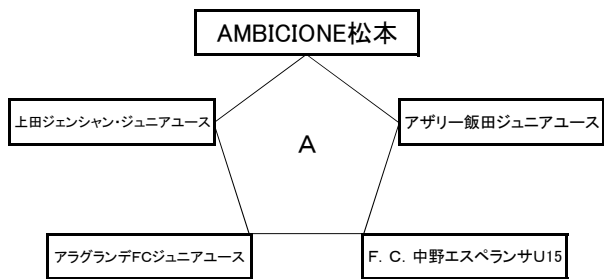 AMBICIONE松本
上田ジェンシャン・ジュニアユース
アザリー飯田ジュニアユース
A
アラグランデFCジュニアユース
F. C. 中野エスペランサU15